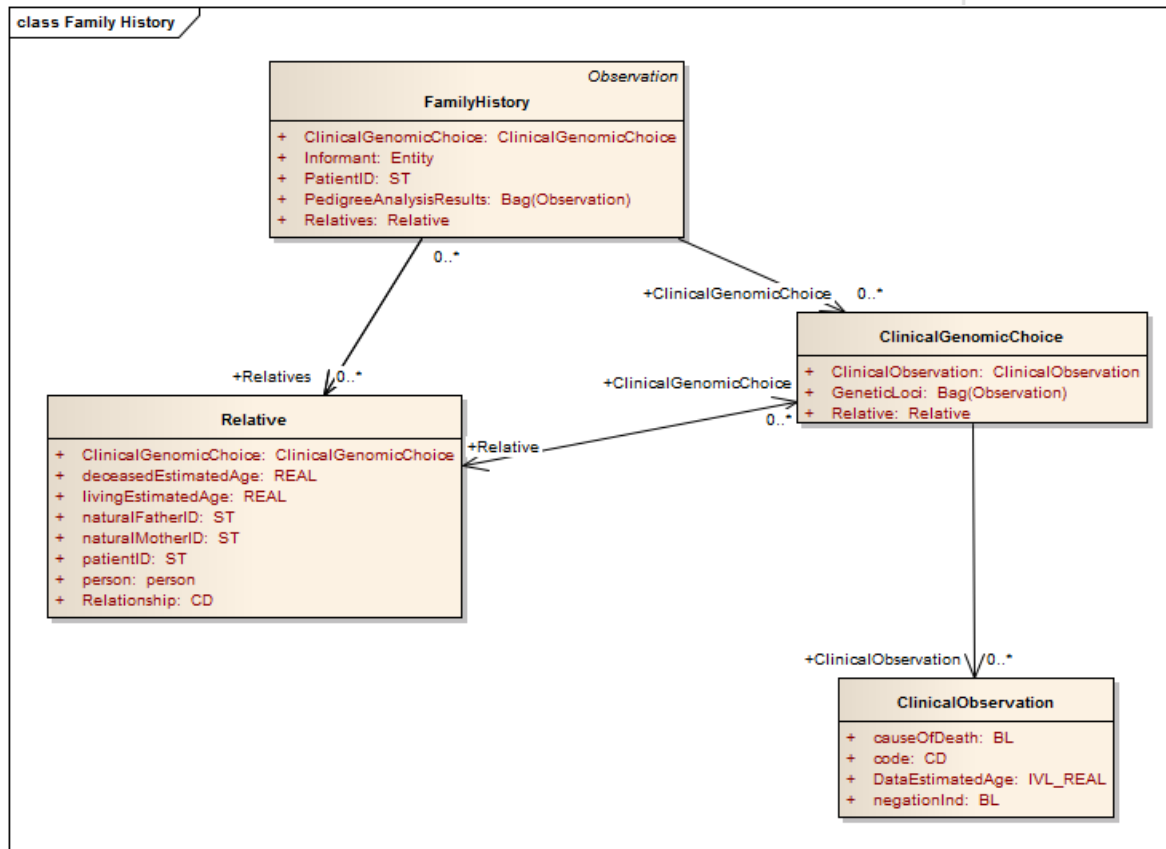 class Family History
Observation
FamilyHistory
+ ClinicalGenomicChoice: ClinicalGenomicChoice
+ Informant: Entity
+ PatientID: ST
+ PedigreeAnalysisResults: Bag(Observation)
+ Relatives: Relative
0..*
+ClinicalGenomicChoice 0..*
ClinicalGenomicChoice
+ ClinicalObservation: ClinicalObservation
+ GeneticLoci: Bag(Observation)
+ Relative: Relative
+Relatives 0..*
+ClinicalGenomicChoice
0..*
+Relative
Relative
+ ClinicalGenomicChoice: ClinicalGenomicChoice
+ deceasedEstimatedAge: REAL
+ livingEstimatedAge: REAL
+ naturalFatherID: ST
+ naturalMotherID: ST
+ patientID: ST
+ person: person
+ Relationship: CD
+ClinicalObservation 0..*
ClinicalObservation
+ causeOfDeath: BL
+ code: CD
+ DataEstimatedAge: IVL_REAL
+ negationInd: BL